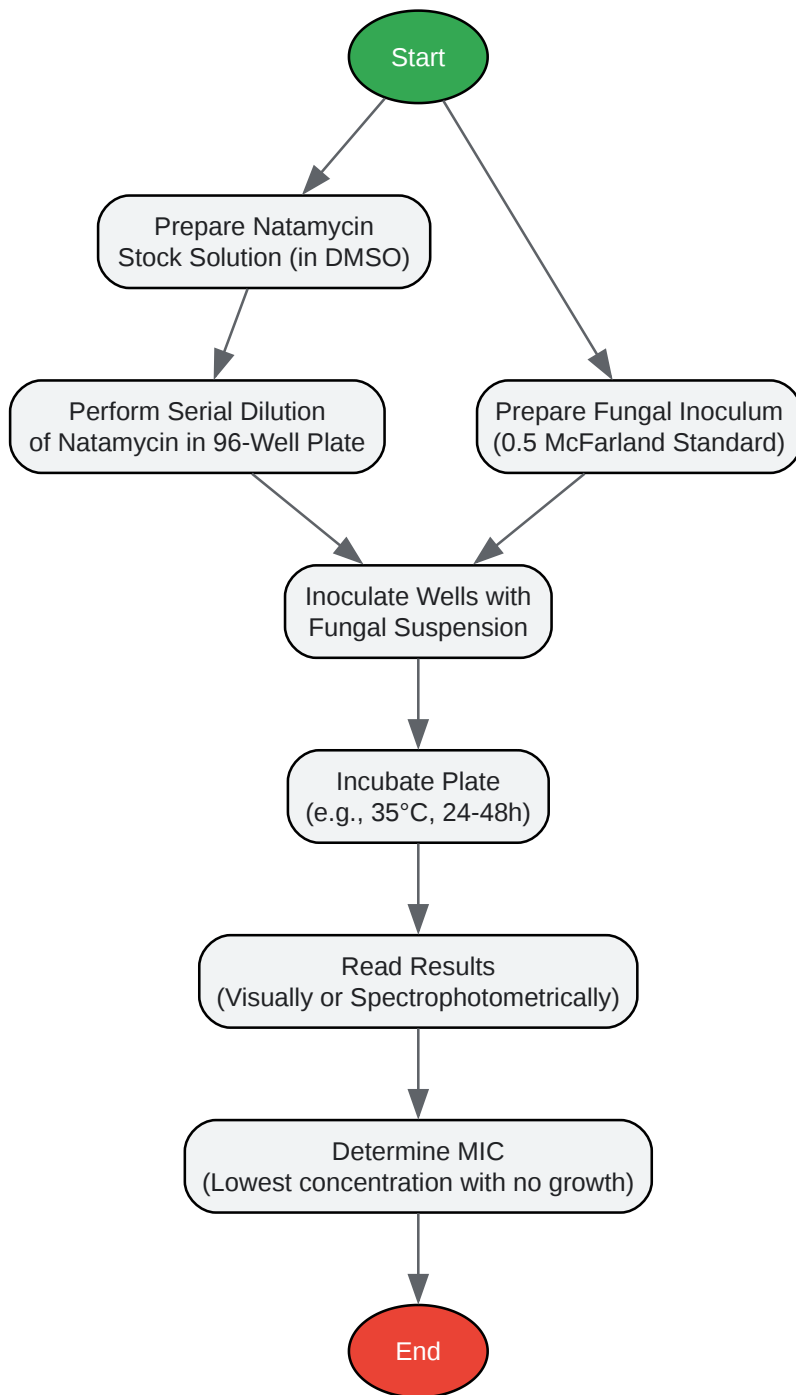 Start
Prepare Natamycin
Stock Solution (in DMSO)
Perform Serial Dilution
of Natamycin in 96-Well Plate
Prepare Fungal Inoculum
(0.5 McFarland Standard)
Inoculate Wells with
Fungal Suspension
Incubate Plate
(e.g., 35°C, 24-48h)
Read Results
(Visually or Spectrophotometrically)
Determine MIC
(Lowest concentration with no growth)
End